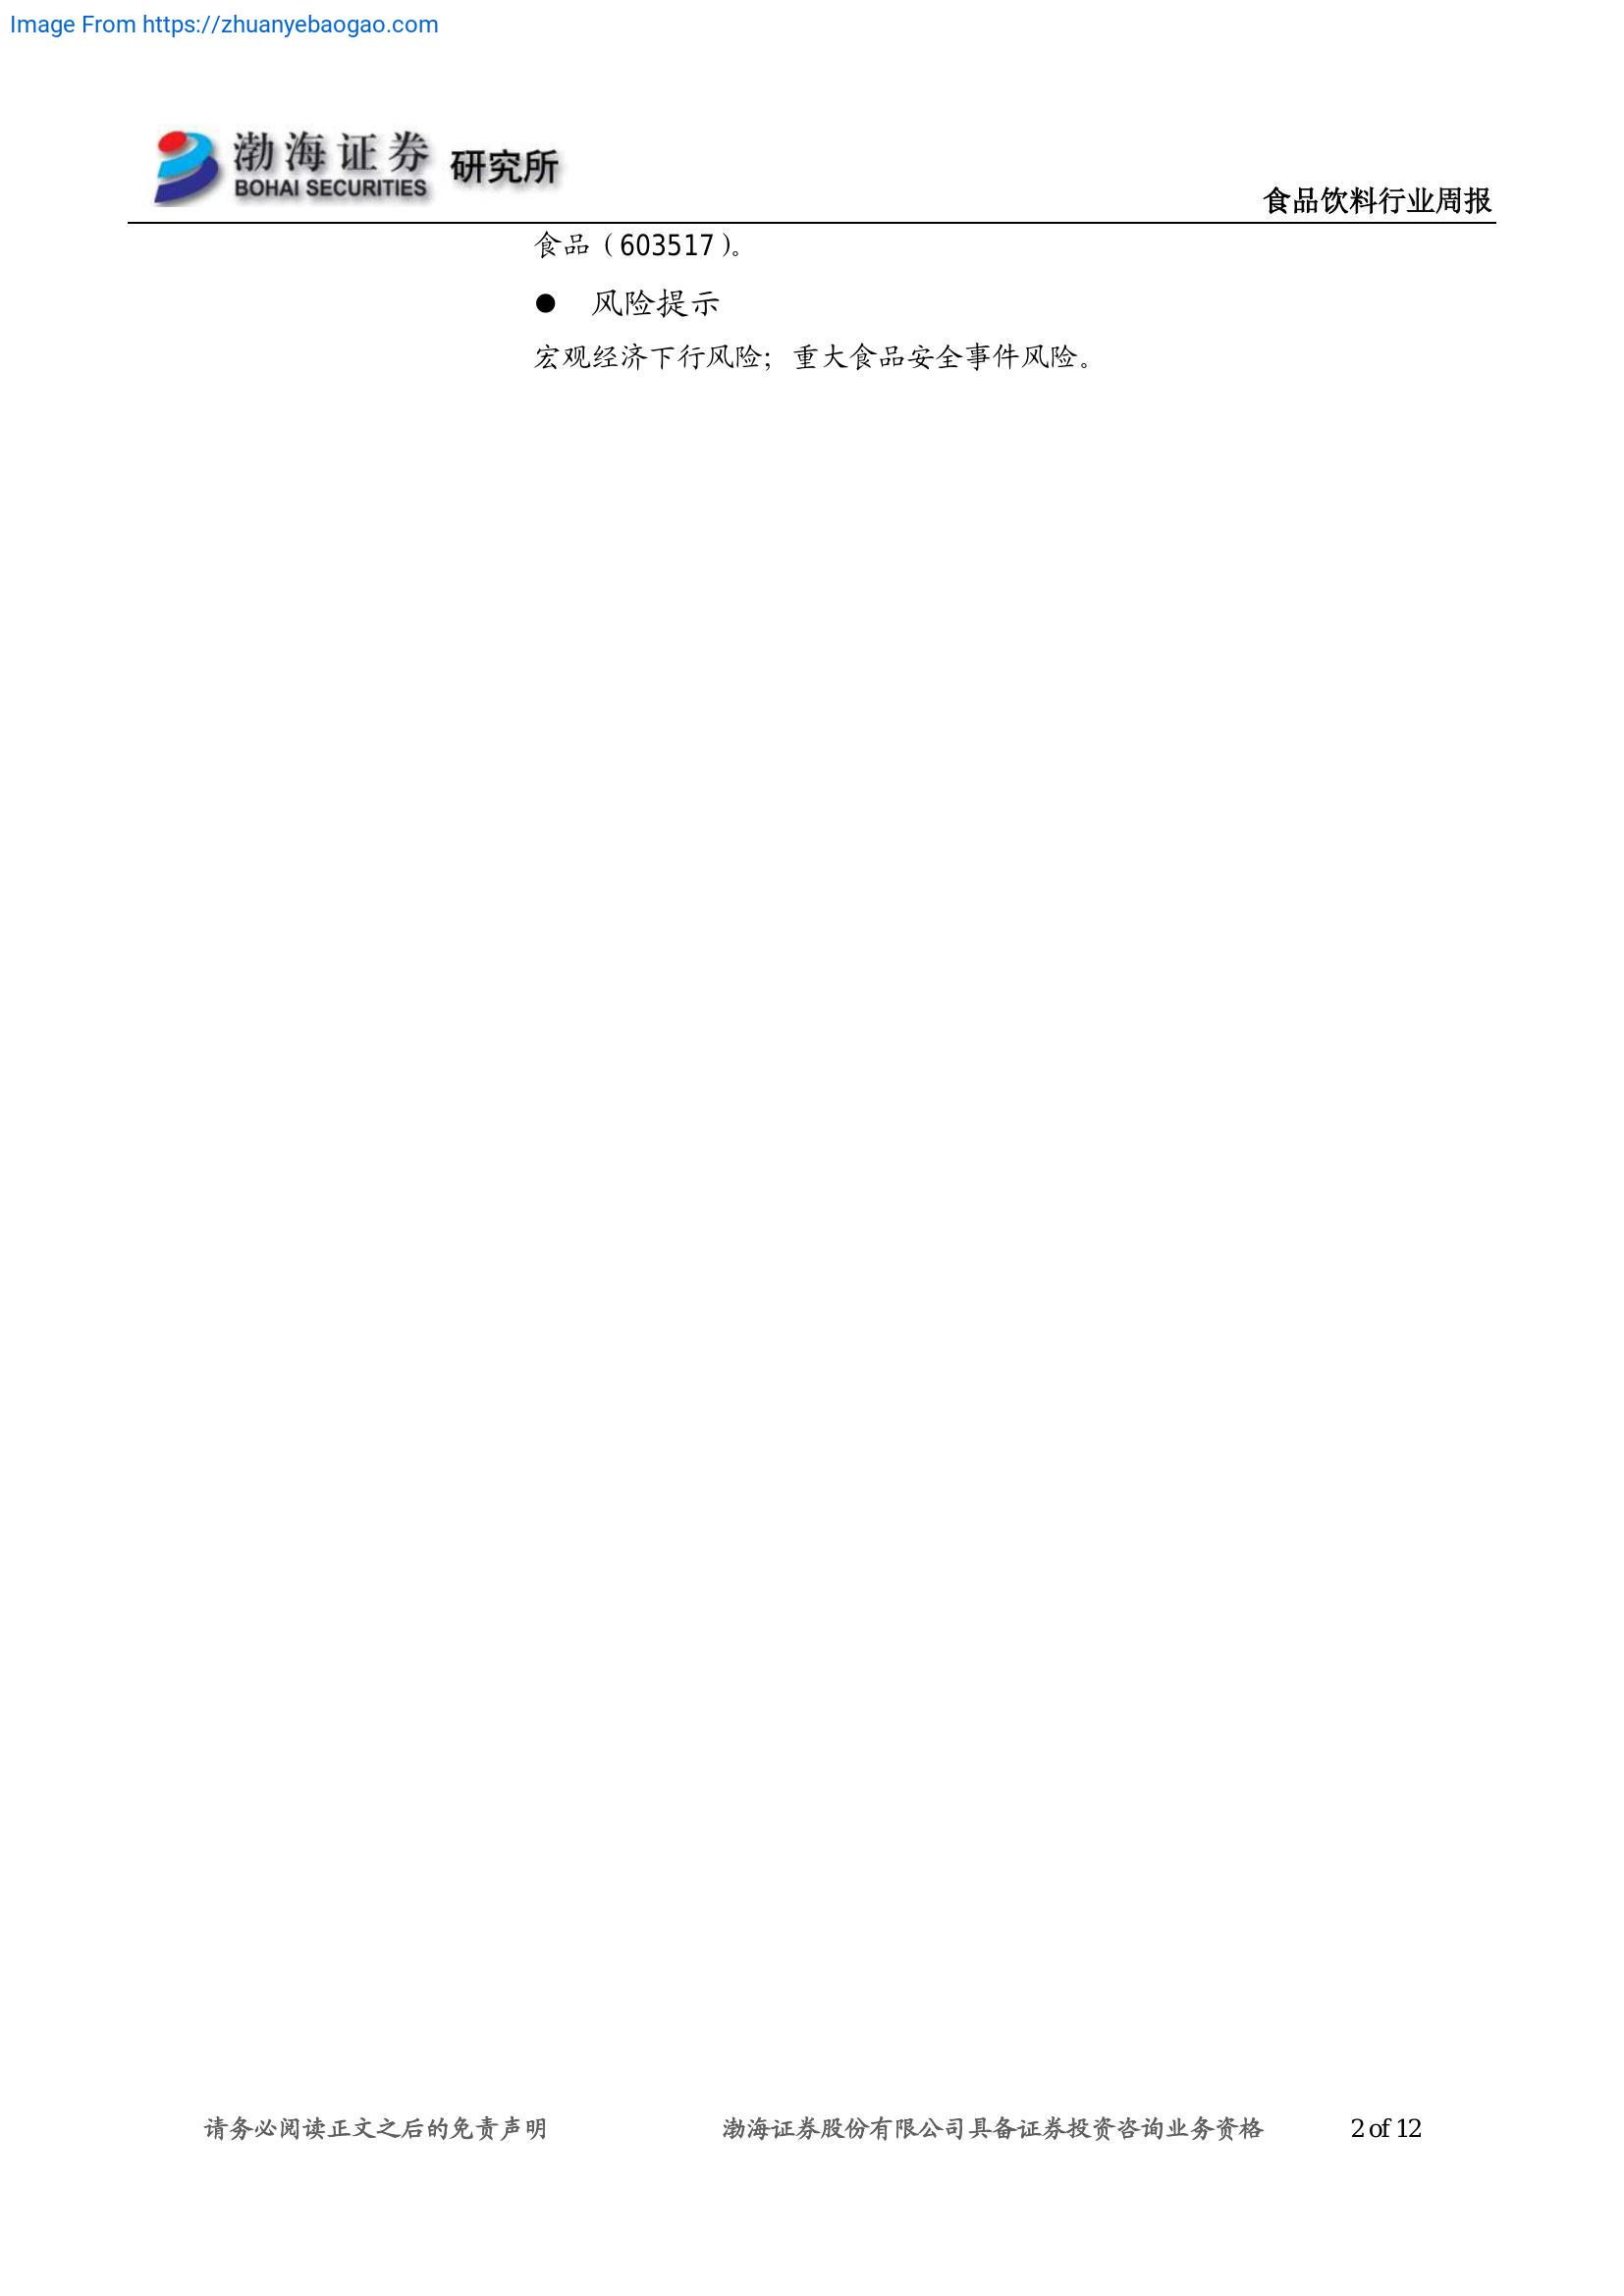 Image From https://zhuanyebaogao.com
渤海证券 研究所
BOHAI SECURITIES
食品饮料行业周报
食品（603517）。
● 风险提示
宏观经济下行风险；重大食品安全事件风险。
请务必阅读正文之后的免责声明 渤海证券股份有限公司具备证券投资咨询业务资格 2 of 12